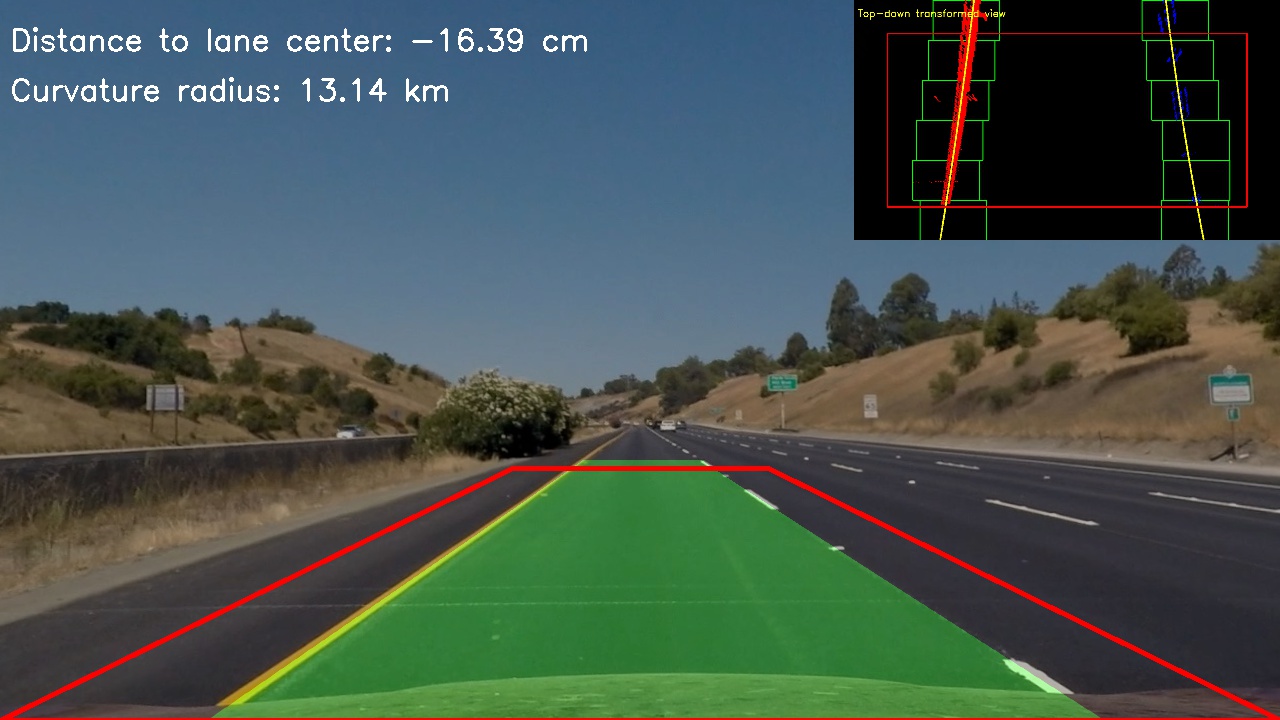 Distance to lane center: −16.39 cm
Curvature radius: 13.14 km
Top-down transformed view